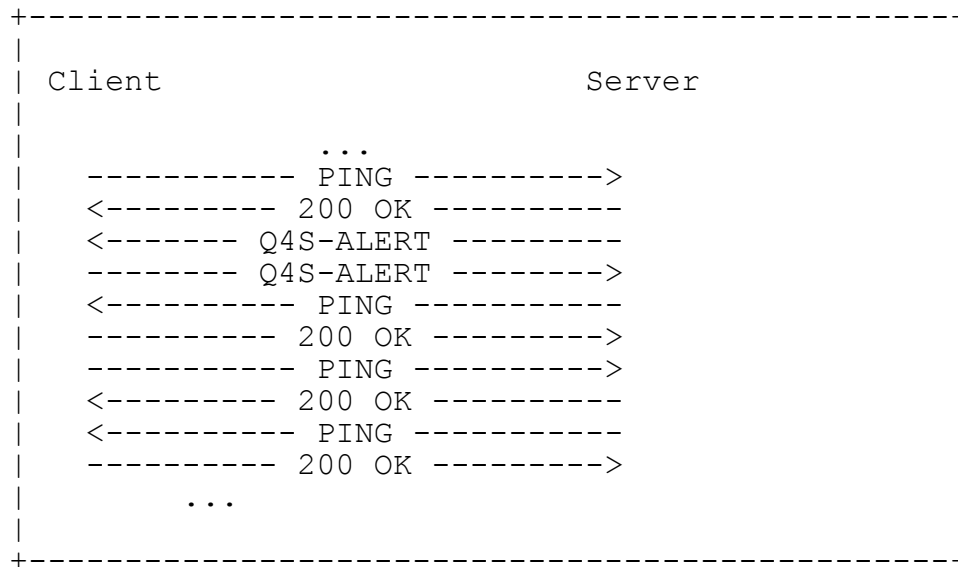 +------------------------------------------------
|
| Client                      Server
|
|              ...
|   ----------- PING ---------->
|   <--------- 200 OK ----------
|   <------- Q4S-ALERT ---------
|   -------- Q4S-ALERT -------->
|   <---------- PING -----------
|   ---------- 200 OK --------->
|   ----------- PING ---------->
|   <--------- 200 OK ----------
|   <---------- PING -----------
|   ---------- 200 OK --------->
|        ...
|
+------------------------------------------------